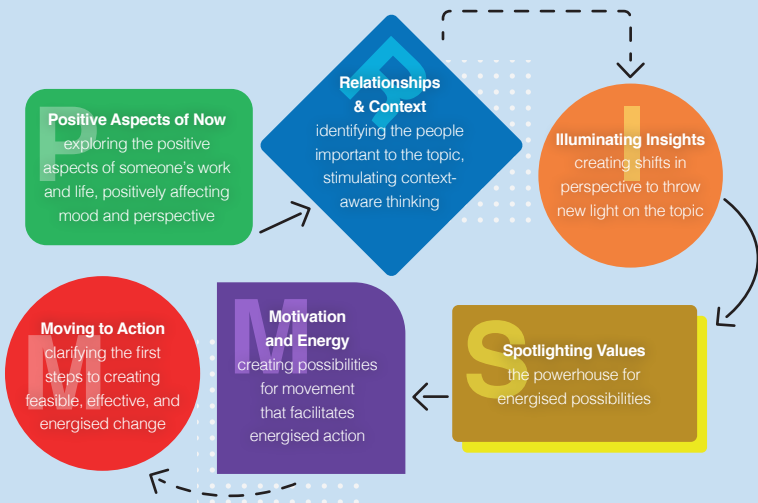 P
Positive Aspects of Now
exploring the positive
aspects of someone's work
and life, positively affecting
mood and perspective
R
Relationships
& Context
identifying the people
important to the topic,
stimulating context-
aware thinking
I
Illuminating Insights
creating shifts in
perspective to throw
new light on the topic
S
Spotlighting Values
the powerhouse for
energised possibilities
M
Motivation
and Energy
creating possibilities
for movement
that facilitates
energised action
M
Moving to Action
clarifying the first
steps to creating
feasible, effective, and
energised change